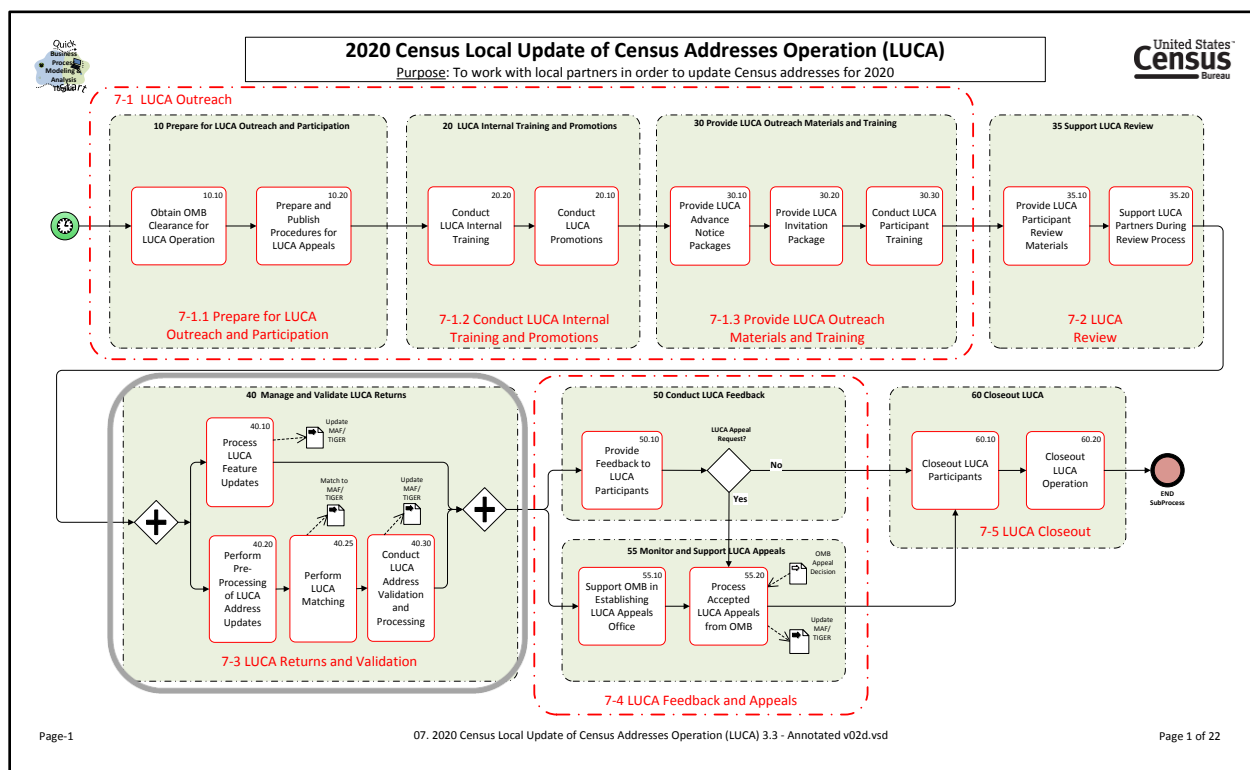 Quick
Business
Process
Modeling &
Analysis
Start
2020 Census Local Update of Census Addresses Operation (LUCA)
Purpose: To work with local partners in order to update Census addresses for 2020
United States™
Census
Bureau
7-1 LUCA Outreach
10 Prepare for LUCA Outreach and Participation
20 LUCA Internal Training and Promotions
30 Provide LUCA Outreach Materials and Training
35 Support LUCA Review
10.10
Obtain OMB
Clearance for
LUCA Operation
10.20
Prepare and
Publish
Procedures for
LUCA Appeals
20.20
Conduct
LUCA Internal
Training
20.10
Conduct
LUCA
Promotions
30.10
Provide LUCA
Advance
Notice
Packages
30.20
Provide LUCA
Invitation
Package
30.30
Conduct LUCA
Participant
Training
35.10
Provide LUCA
Participant
Review
Materials
35.20
Support LUCA
Partners During
Review Process
7-1.1 Prepare for LUCA
Outreach and Participation
7-1.2 Conduct LUCA Internal
Training and Promotions
7-1.3 Provide LUCA Outreach
Materials and Training
7-2 LUCA
Review
40 Manage and Validate LUCA Returns
40.10
Process
LUCA
Feature
Updates
Update
MAF/
TIGER
Match to
MAF/
TIGER
Update
MAF/
TIGER
40.20
Perform
Pre-
Processing
of LUCA
Address
Updates
40.25
Perform
LUCA
Matching
40.30
Conduct
LUCA
Address
Validation
and
Processing
7-3 LUCA Returns and Validation
50 Conduct LUCA Feedback
50.10
Provide
Feedback to
LUCA
Participants
LUCA Appeal
Request?
No
Yes
55 Monitor and Support LUCA Appeals
55.10
Support OMB in
Establishing
LUCA Appeals
Office
55.20
Process
Accepted
LUCA Appeals
from OMB
OMB
Appeal
Decision
Update
MAF/
TIGER
7-4 LUCA Feedback and Appeals
60 Closeout LUCA
60.10
Closeout LUCA
Participants
60.20
Closeout
LUCA
Operation
7-5 LUCA Closeout
END
SubProcess
Page-1
07. 2020 Census Local Update of Census Addresses Operation (LUCA) 3.3 - Annotated v02d.vsd
Page 1 of 22